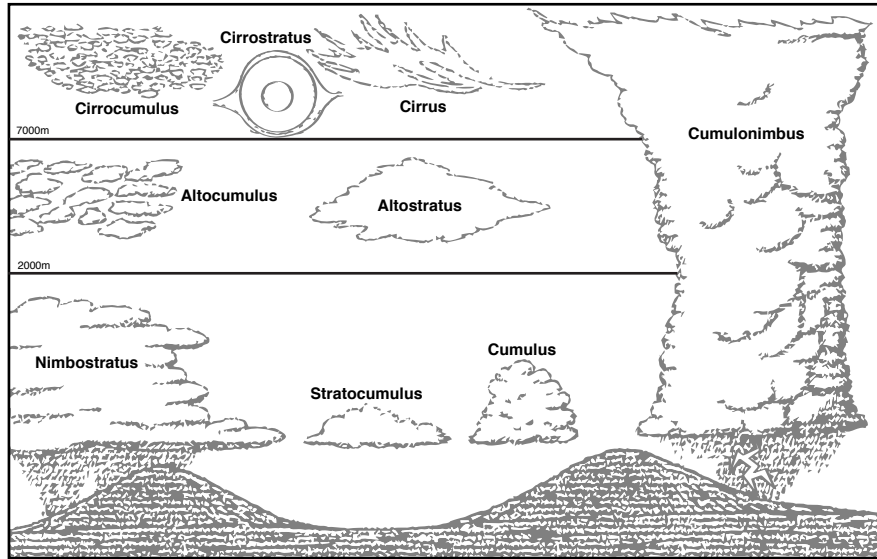 Cirrostratus
Cirrocumulus
Cirrus
Cumulonimbus
7000m
Altocumulus
Altostratus
2000m
Nimbostratus
Cumulus
Stratocumulus